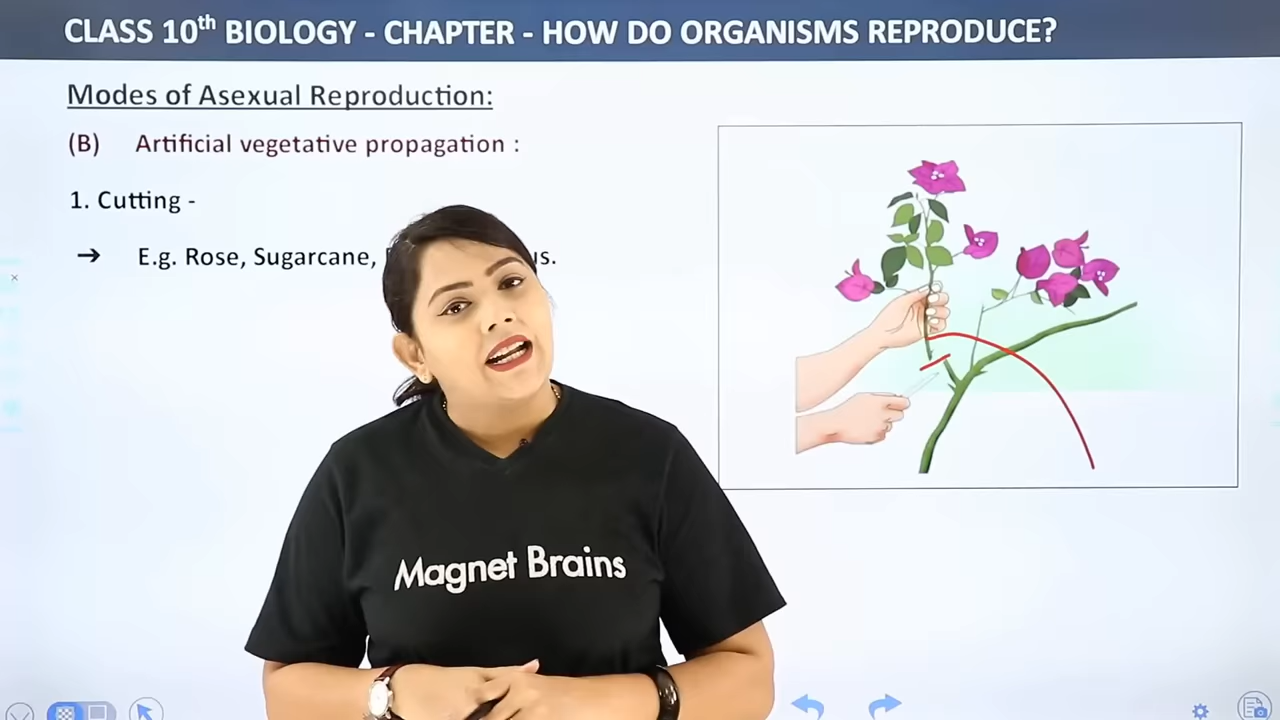 CLASS 10th BIOLOGY - CHAPTER - HOW DO ORGANISMS REPRODUCE?
Modes of Asexual Reproduction:
(B) Artificial vegetative propagation :
1. Cutting -
➔ E.g. Rose, Sugarcane,
Magnet Brains